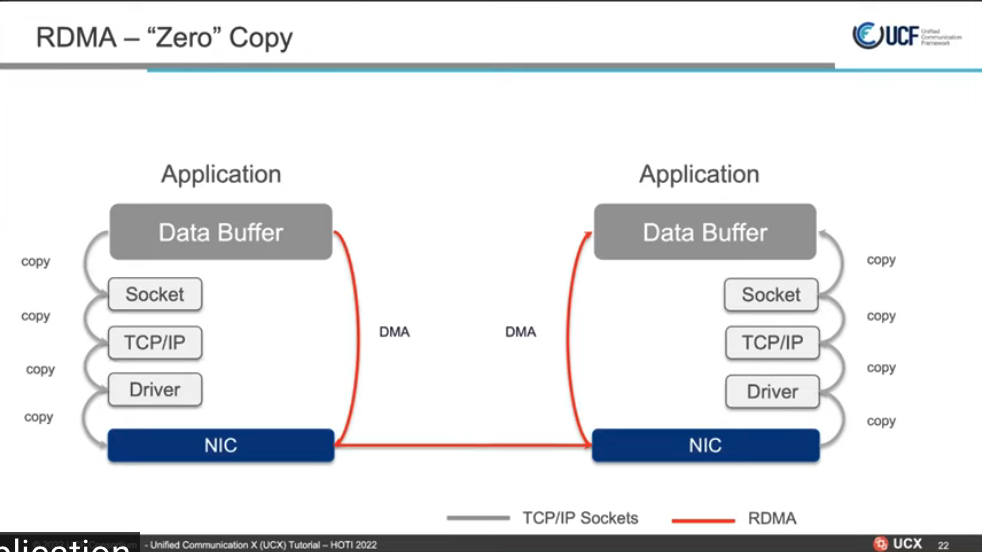 RDMA – “Zero” Copy
UCF Unified Communication Framework
Application
Application
Data Buffer
Data Buffer
copy
copy
Socket
Socket
copy
copy
DMA
DMA
TCP/IP
TCP/IP
copy
copy
Driver
Driver
copy
copy
NIC
NIC
TCP/IP Sockets
RDMA
plication
- Unified Communication X (UCX) Tutorial – HOTI 2022
UCX
22